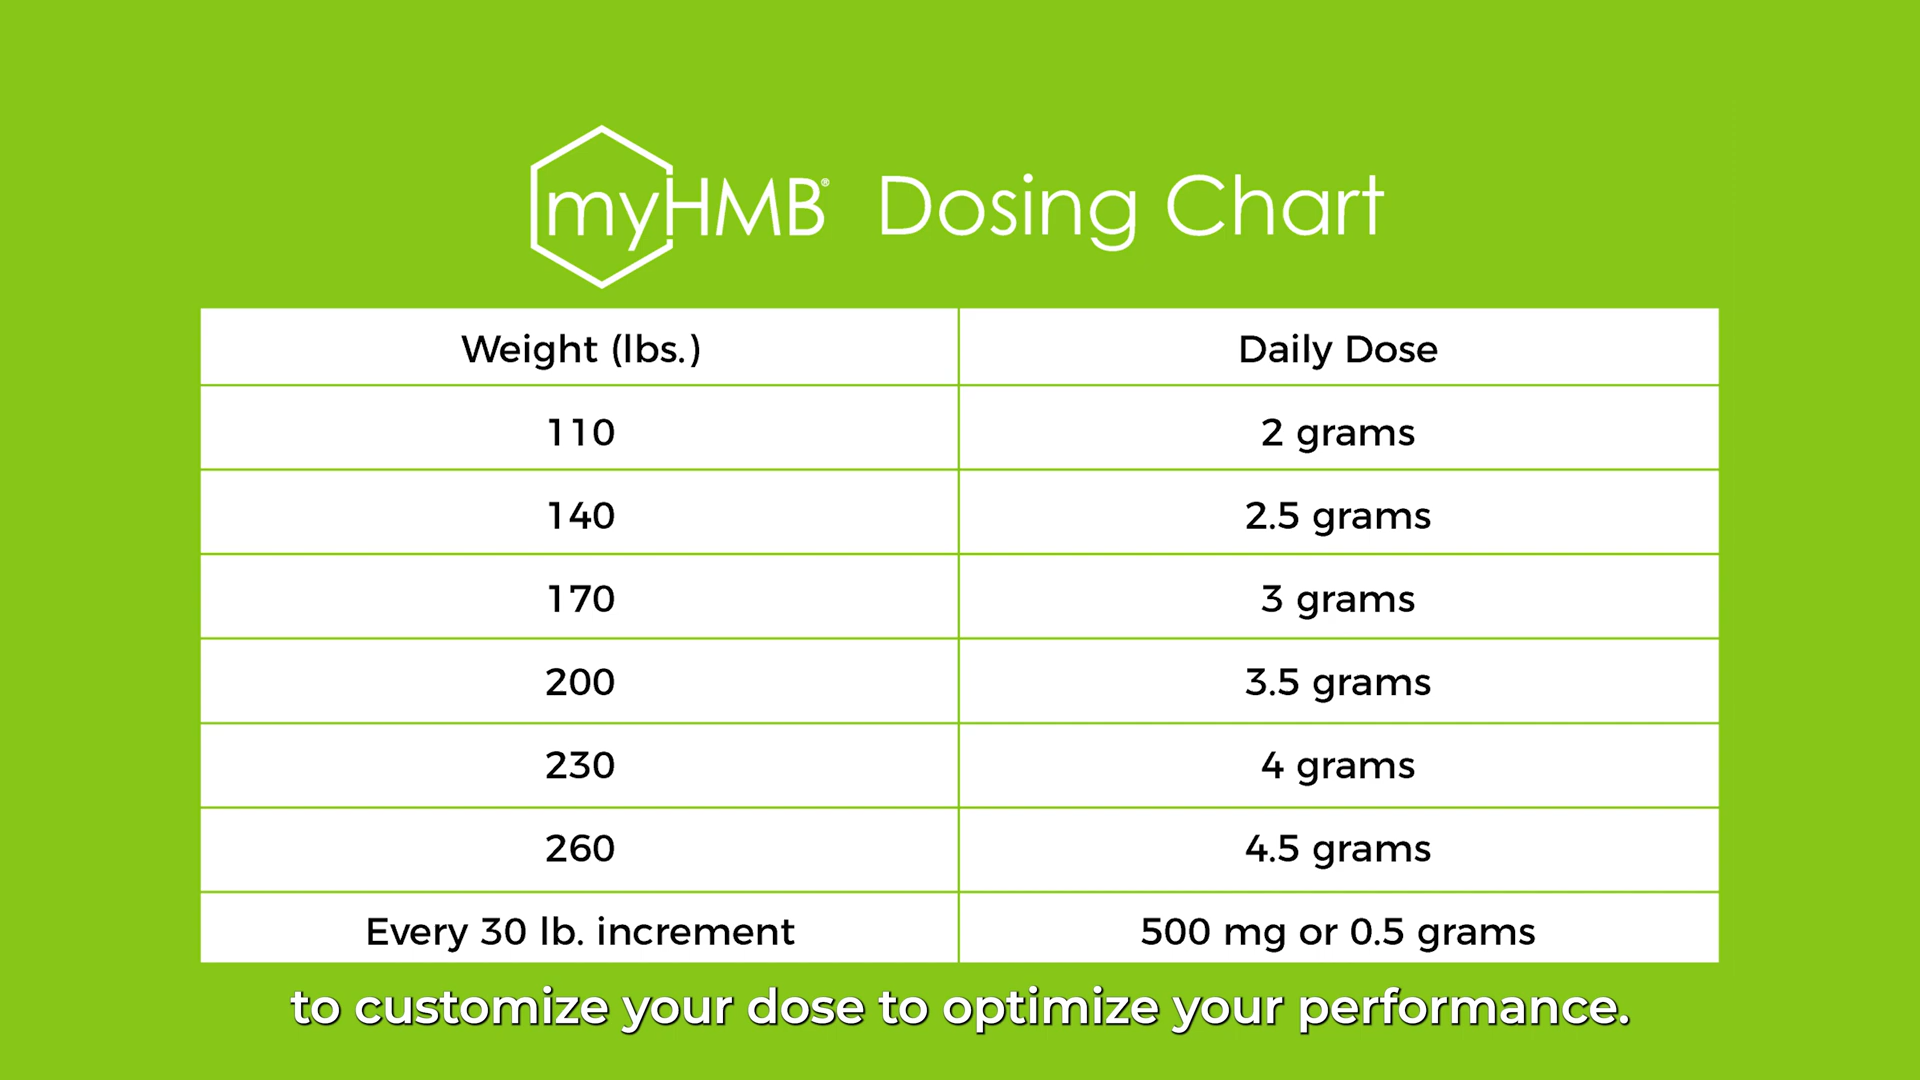 myHMB® Dosing Chart
Weight (lbs.) Daily Dose
110 2 grams
140 2.5 grams
170 3 grams
200 3.5 grams
230 4 grams
260 4.5 grams
Every 30 lb. increment 500 mg or 0.5 grams
to customize your dose to optimize your performance.